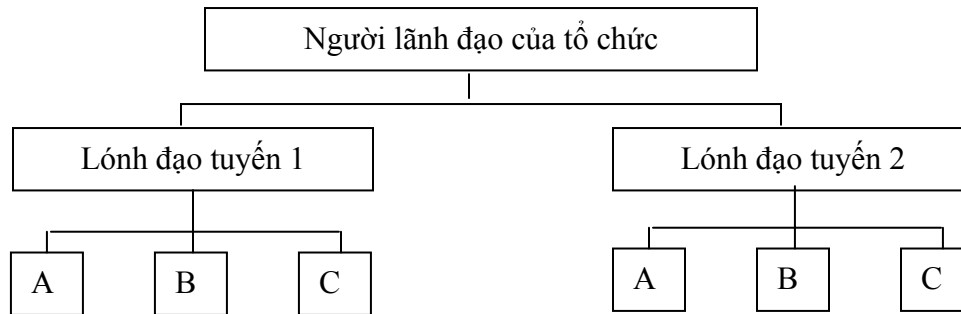 Người lãnh đạo của tổ chức
Lónh đạo tuyến 1
Lónh đạo tuyến 2
A B C
A B C